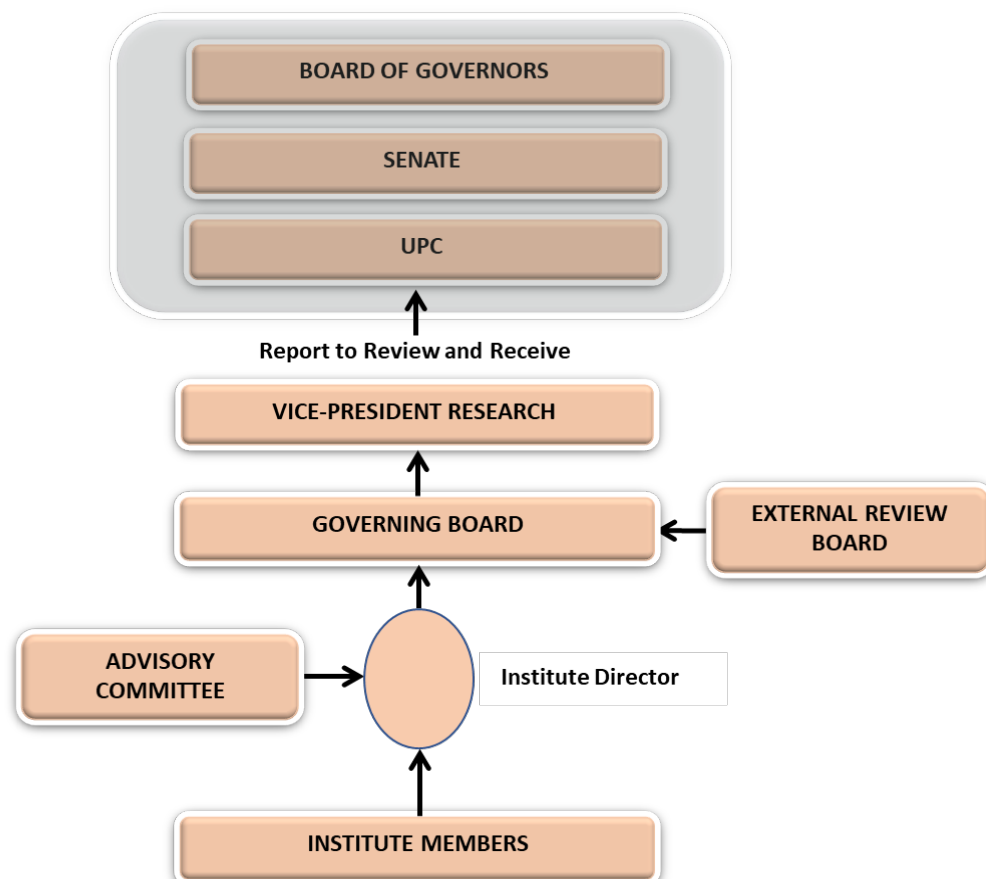 BOARD OF GOVERNORS
SENATE
UPC
Report to Review and Receive
VICE-PRESIDENT RESEARCH
GOVERNING BOARD
EXTERNAL REVIEW
BOARD
ADVISORY
COMMITTEE
Institute Director
INSTITUTE MEMBERS